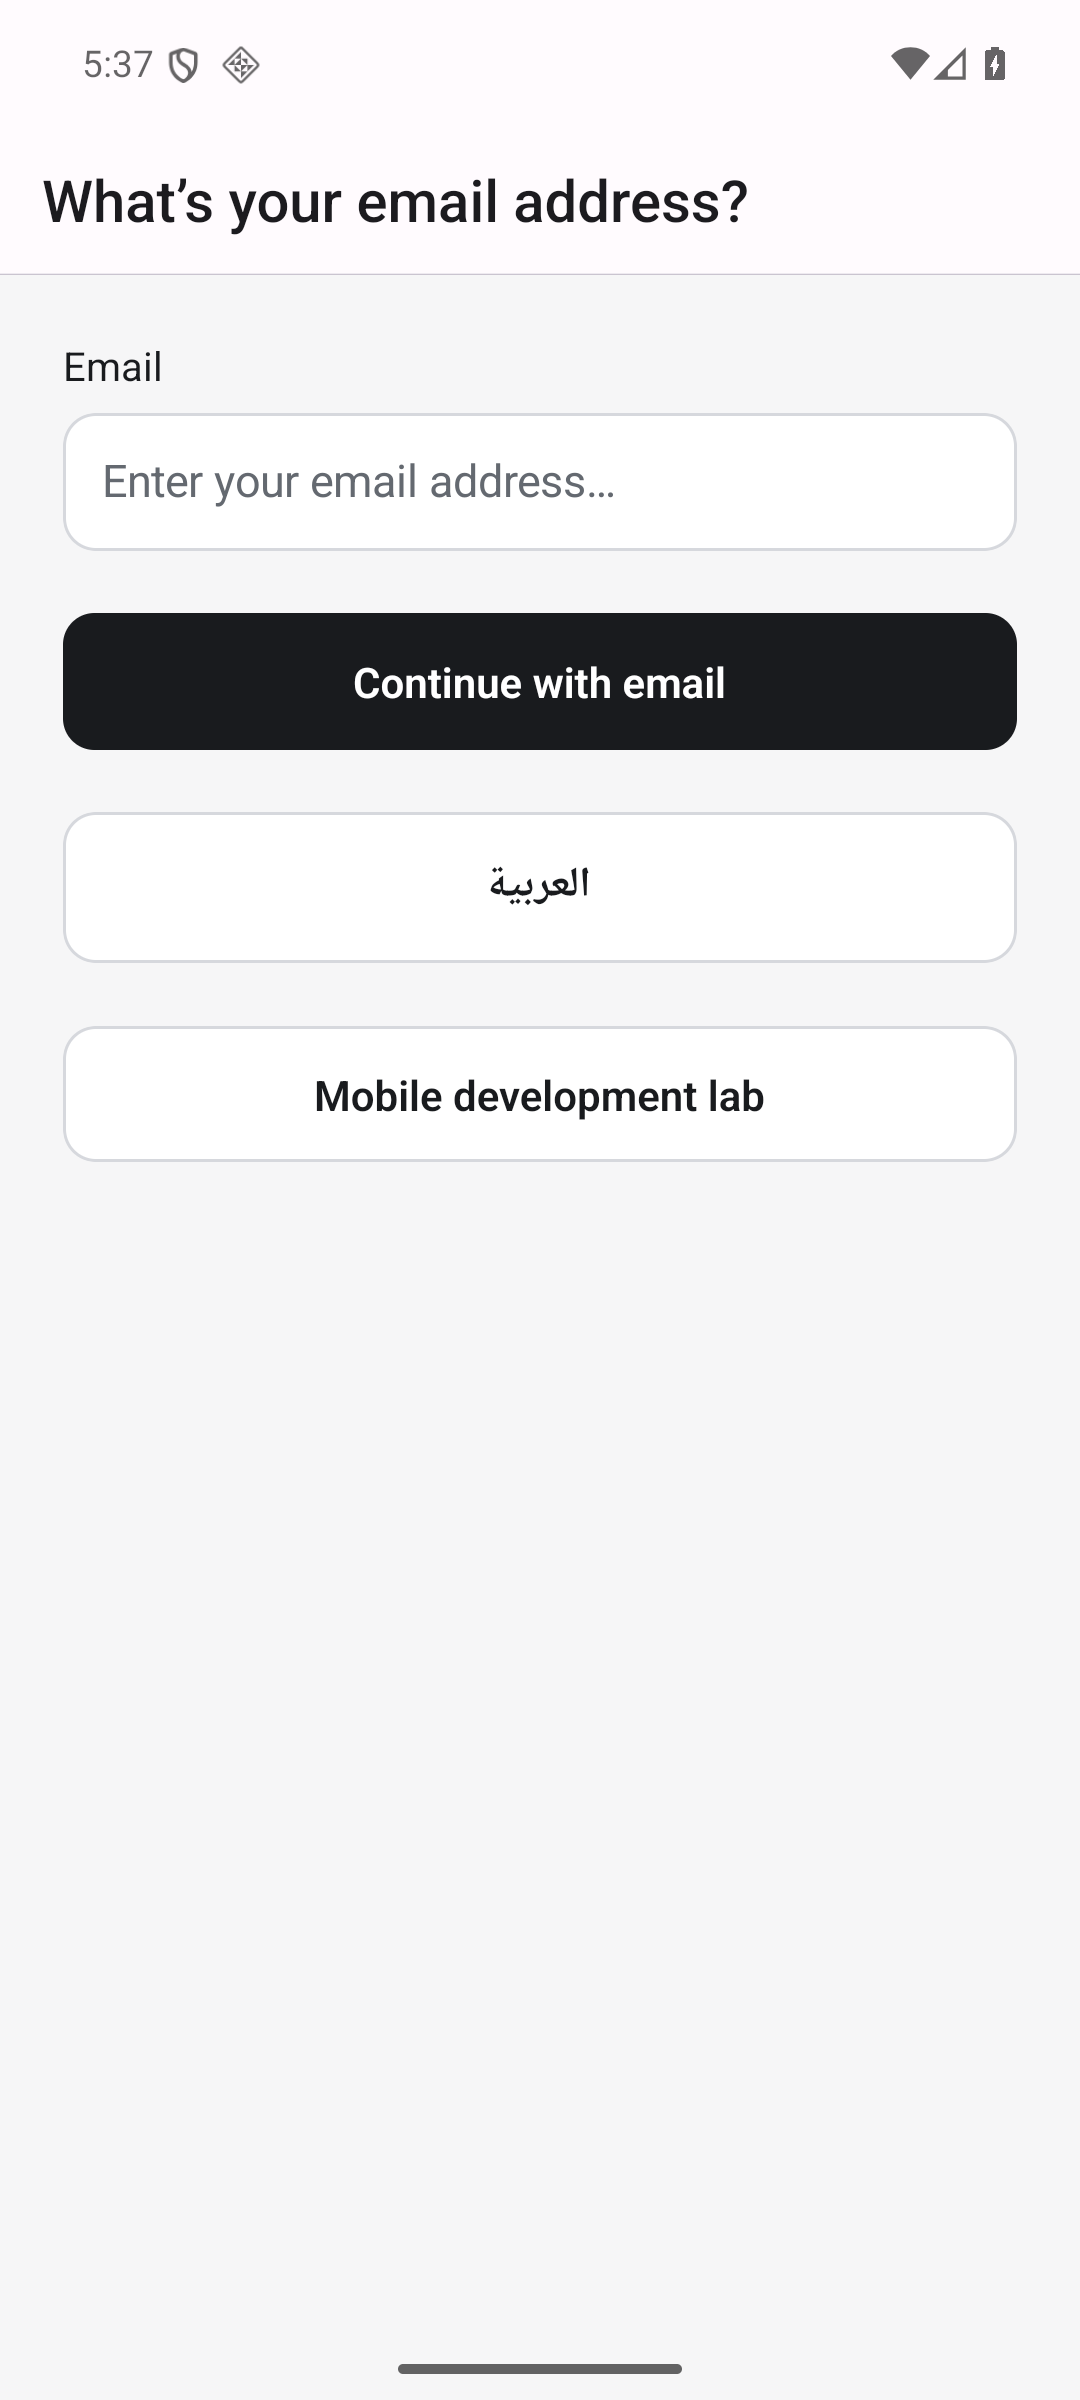 5:37
What’s your email address?
Email
Enter your email address…
Continue with email
العربية
Mobile development lab